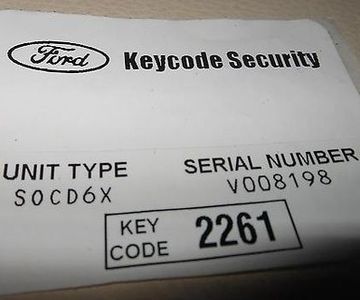 Ford Keycode Security
UNIT TYPE SERIAL NUMBER
SOCD6X V008198
KEY
CODE 2261